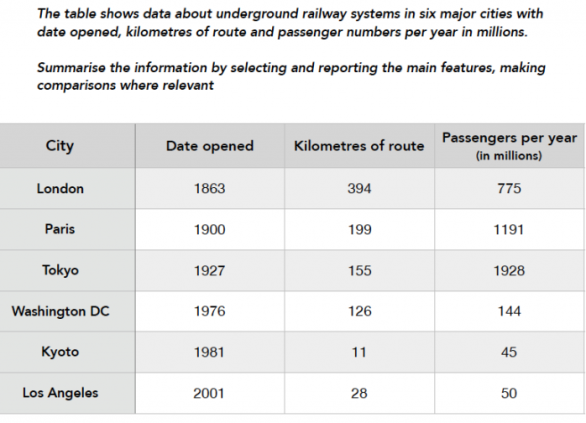 The table shows data about underground railway systems in six major cities with
date opened, kilometres of route and passenger numbers per year in millions.
Summarise the information by selecting and reporting the main features, making
comparisons where relevant
City Date opened Kilometres of route Passengers per year
(in millions)
London 1863 394 775
Paris 1900 199 1191
Tokyo 1927 155 1928
Washington DC 1976 126 144
Kyoto 1981 11 45
Los Angeles 2001 28 50